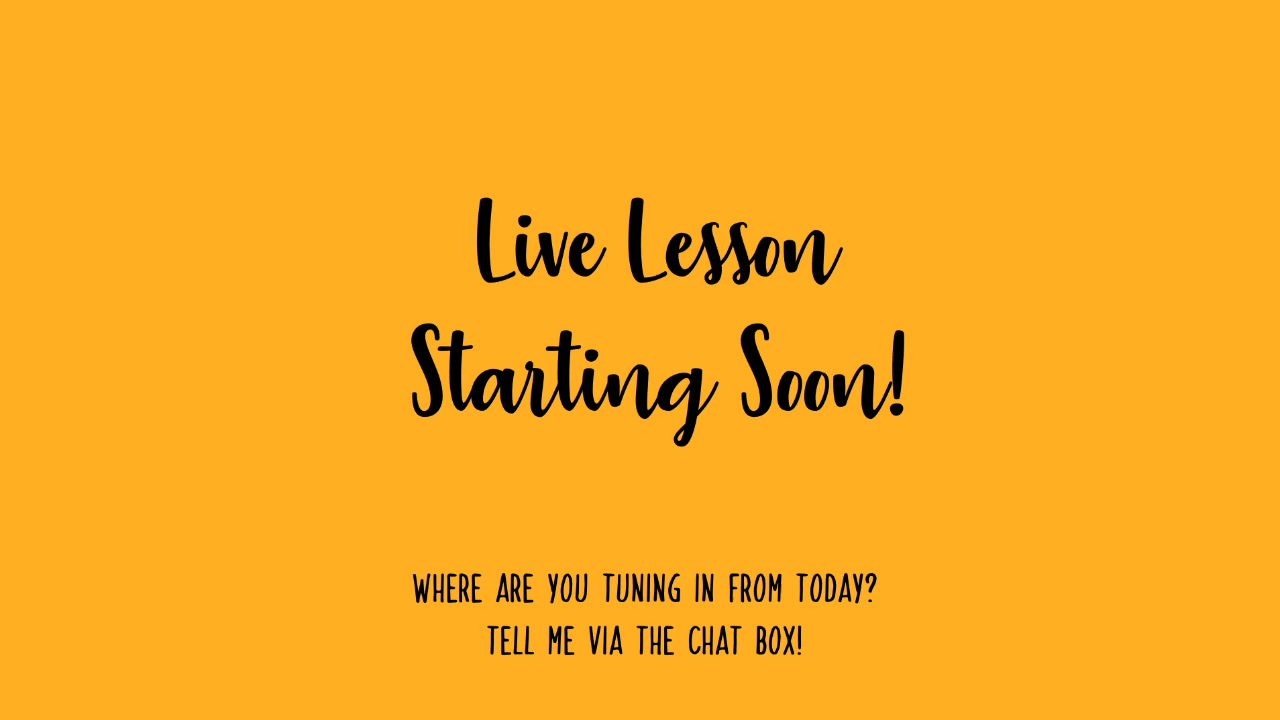 Live Lesson
Starting Soon!
WHERE ARE YOU TUNING IN FROM TODAY?
TELL ME VIA THE CHAT BOX!